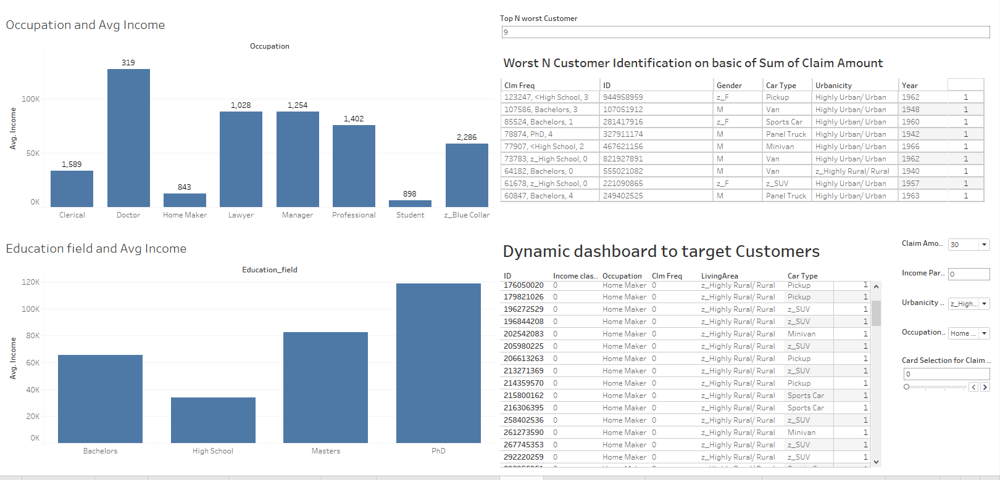 Occupation and Avg Income
Occupation
Avg. Income
100K
50K
0K
1,589
319
843
1,028
1,254
1,402
898
2,286
Clerical Doctor Home Maker Lawyer Manager Professional Student z_Blue Collar
Education field and Avg Income
Education_field
Avg. Income
120K
100K
80K
60K
40K
20K
0K
Bachelors High School Masters PhD
Top N worst Customer
9
Worst N Customer Identification on basic of Sum of Claim Amount
Clm Freq ID Gender Car Type Urbanicity Year
123247, <High School, 3 944958959 z_F Pickup Highly Urban/ Urban 1962 1
107586, Bachelors, 3 107051912 M Van Highly Urban/ Urban 1948 1
85524, Bachelors, 1 281417916 z_F Sports Car Highly Urban/ Urban 1960 1
78874, PhD, 4 327911174 M Panel Truck Highly Urban/ Urban 1942 1
77907, <High School, 2 467621156 M Minivan Highly Urban/ Urban 1966 1
73783, z_High School, 0 821927891 M Van Highly Urban/ Urban 1962 1
64182, Bachelors, 0 555021082 M Van z_Highly Rural/ Rural 1940 1
61678, z_High School, 0 221090865 z_F z_SUV Highly Urban/ Urban 1957 1
60847, Bachelors, 4 249402525 M Panel Truck Highly Urban/ Urban 1963 1
Dynamic dashboard to target Customers
ID Income clas.. Occupation Clm Freq LivingArea Car Type
176050020 0 Home Maker 0 z_Highly Rural/ Rural Pickup 1
179821026 0 Home Maker 0 z_Highly Rural/ Rural Pickup 1
196272529 0 Home Maker 0 z_Highly Rural/ Rural z_SUV 1
196844208 0 Home Maker 0 z_Highly Rural/ Rural z_SUV 1
202542083 0 Home Maker 0 z_Highly Rural/ Rural Minivan 1
205980225 0 Home Maker 0 z_Highly Rural/ Rural z_SUV 1
206613263 0 Home Maker 0 z_Highly Rural/ Rural Pickup 1
213271369 0 Home Maker 0 z_Highly Rural/ Rural z_SUV 1
214359570 0 Home Maker 0 z_Highly Rural/ Rural Pickup 1
215800162 0 Home Maker 0 z_Highly Rural/ Rural Sports Car 1
216306395 0 Home Maker 0 z_Highly Rural/ Rural Sports Car 1
258402536 0 Home Maker 0 z_Highly Rural/ Rural z_SUV 1
261273590 0 Home Maker 0 z_Highly Rural/ Rural Minivan 1
267745353 0 Home Maker 0 z_Highly Rural/ Rural z_SUV 1
292220259 0 Home Maker 0 z_Highly Rural/ Rural z_SUV 1
Claim Amo.. 30
Income Par.. 0
Urbanicity .. z_High...
Occupation.. Home ...
Card Selection for Claim ..
0